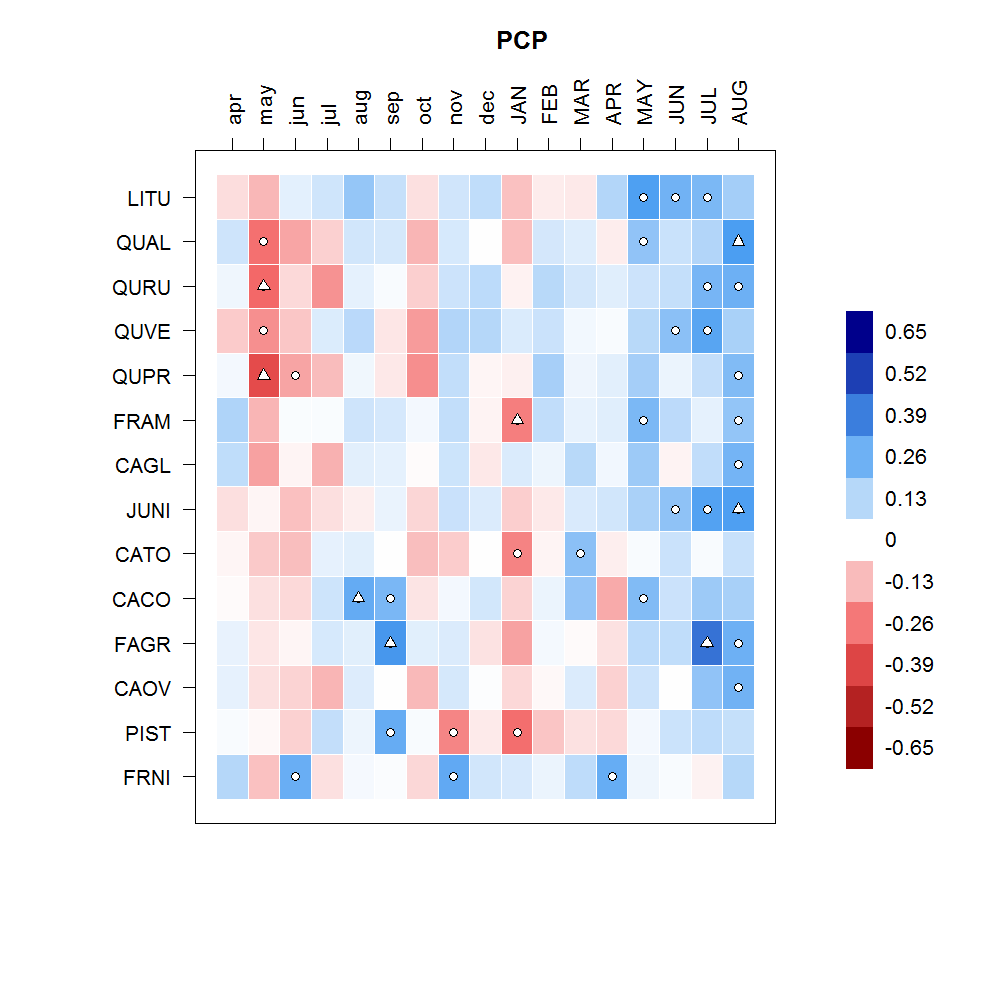 PCP
apr may jun jul aug sep oct nov dec JAN FEB MAR APR MAY JUN JUL AUG
LITU
QUAL
QURU
QUVE
QUPR
FRAM
CAGL
JUNI
CATO
CACO
FAGR
CAOV
PIST
FRNI
0.65
0.52
0.39
0.26
0.13
0
-0.13
-0.26
-0.39
-0.52
-0.65